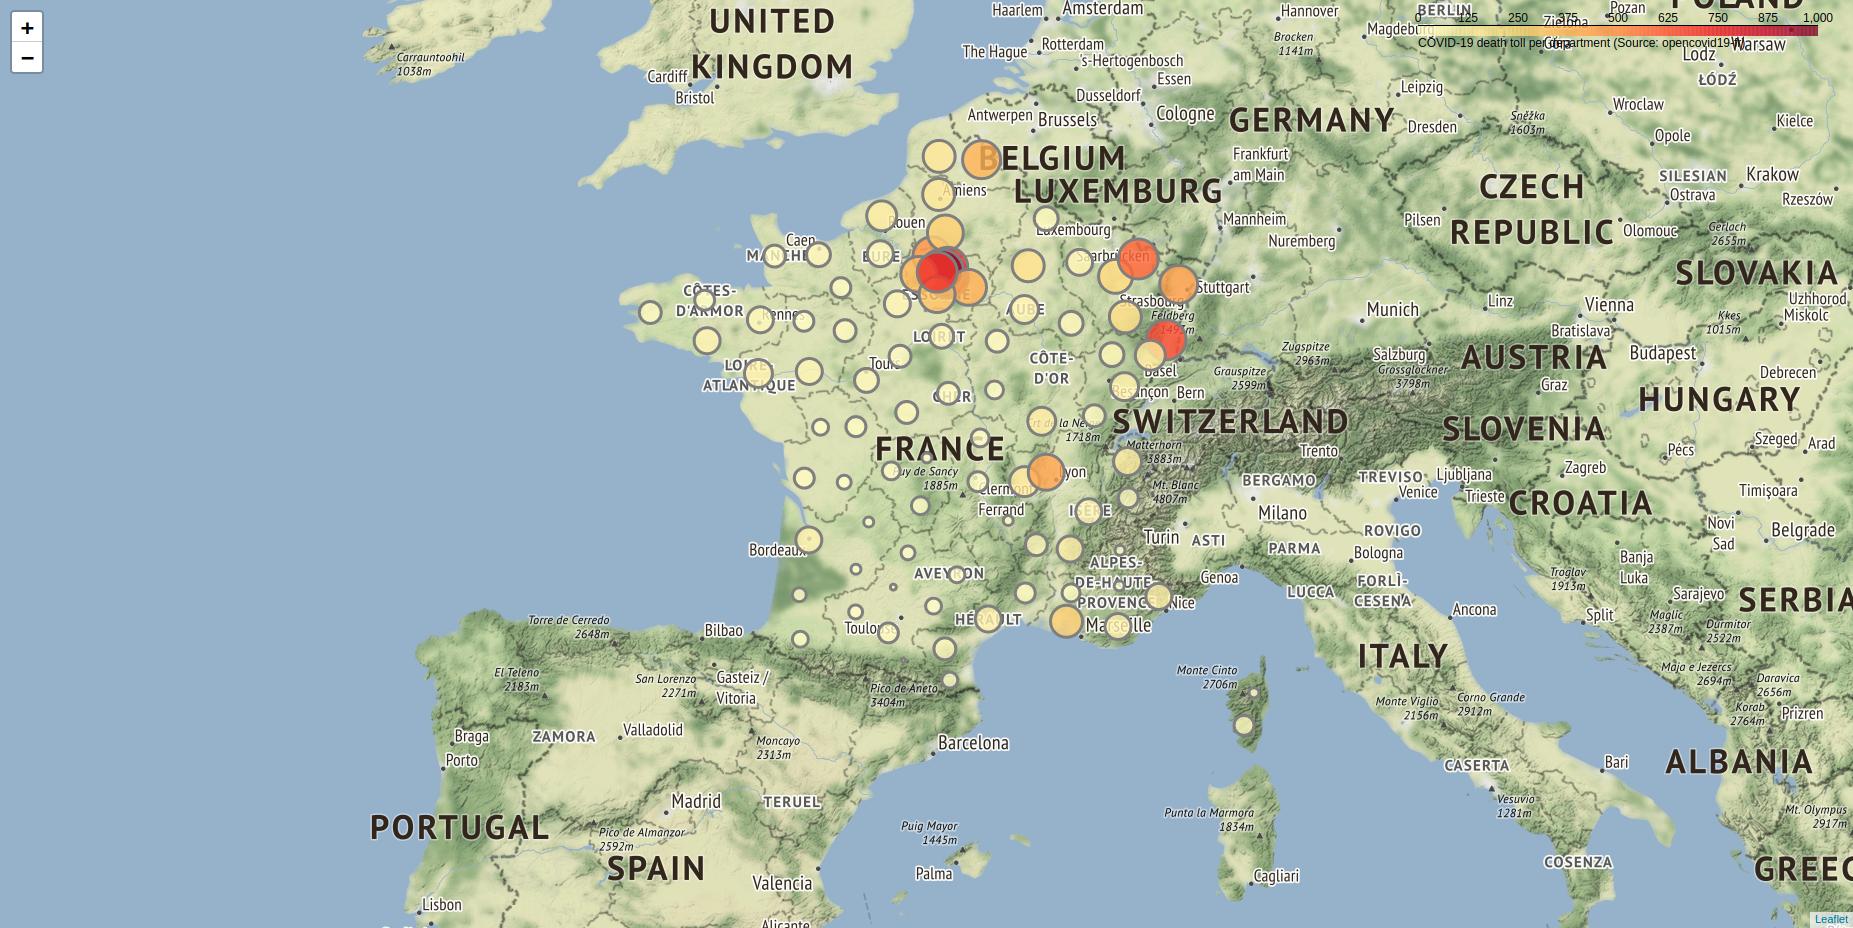 +
−
UNITED
KINGDOM
Carrauntoohil
1038m
Cardiff
Bristol
Haarlem
Amsterdam
The Hague
Rotterdam
's-Hertogenbosch
Essen
Dusseldorf
Antwerpen
Brussels
Cologne
Hannover
Magdeburg
BERLIN
Brocken
1141m
Leipzig
Dresden
POLAND
Poznan
Warsaw
Lodz
ŁÓDŹ
0 125 250 375 500 625 750 875 1,000
COVID-19 death toll per department (Source: opencovid19-fr)
GERMANY
Wroclaw
Opole
Kielce
Sněžka
1603m
BELGIUM
LUXEMBURG
Frankfurt
am Main
Mannheim
Nuremberg
CZECH
REPUBLIC
Pilsen
SILESIAN
Ostrava
Krakow
Rzeszów
Olomouc
Gerlach
2655m
SLOVAKIA
Uzhhorod
Miskolc
Kkes
1015m
Amiens
Rouen
Luxembourg
Saarbrücken
Strasbourg
Stuttgart
Feldberg
1493m
Caen
MANCHE
EURE
ESSONNE
CÔTES-
D'ARMOR
Rennes
AUBE
LOIRET
Munich
Linz
Vienna
Bratislava
Salzburg
AUSTRIA
Budapest
Debrecen
Zugspitze
2963m
Grossglockner
3798m
Grauspitze
2599m
Graz
HUNGARY
LOIRE-
ATLANTIQUE
Tours
CÔTE-
D'OR
CHER
Basel
Besançon
Bern
SWITZERLAND
SLOVENIA
Szeged
Arad
Pécs
FRANCE
Crt de la Neige
1718m
Matterhorn
3883m
Mt. Blanc
4807m
Trento
Zagreb
Ljubljana
Trieste
TREVISO
Venice
BERGAMO
Puy de Sancy
1885m
Clermont
Ferrand
Lyon
ISÈRE
Milano
CROATIA
Timişoara
Novi
Sad
Belgrade
Bordeaux
Turin
ASTI
PARMA
ROVIGO
Bologna
ALPES-
DE-HAUTE
PROVENCE
AVEYRON
Genoa
LUCCA
FORLÌ-
CESENA
Banja
Luka
Troglav
1913m
Sarajevo
SERBIA
Nice
Marseille
HÉRAULT
Toulouse
Ancona
Split
Maglic
2387m
Durmitor
2522m
Torre de Cerredo
2648m
Bilbao
El Teleno
2183m
San Lorenzo
2271m
Gasteiz /
Vitoria
Pico de Aneto
3404m
Monte Cinto
2706m
ITALY
Monte Viglio
2156m
Corno Grande
2912m
Maja e Jezercs
2694m
Daravica
2656m
Korab
2764m
Prizren
Braga
Porto
ZAMORA
Valladolid
Moncayo
2313m
Barcelona
CASERTA
Bari
ALBANIA
Madrid
TERUEL
PORTUGAL
Pico de Almanzor
2592m
SPAIN
Puig Mayor
1445m
Palma
Valencia
Punta la Marmora
1834m
Vesuvio
1281m
Mt. Olympus
2917m
COSENZA
GREEC
Cagliari
Lisbon
Alicante
Leaflet